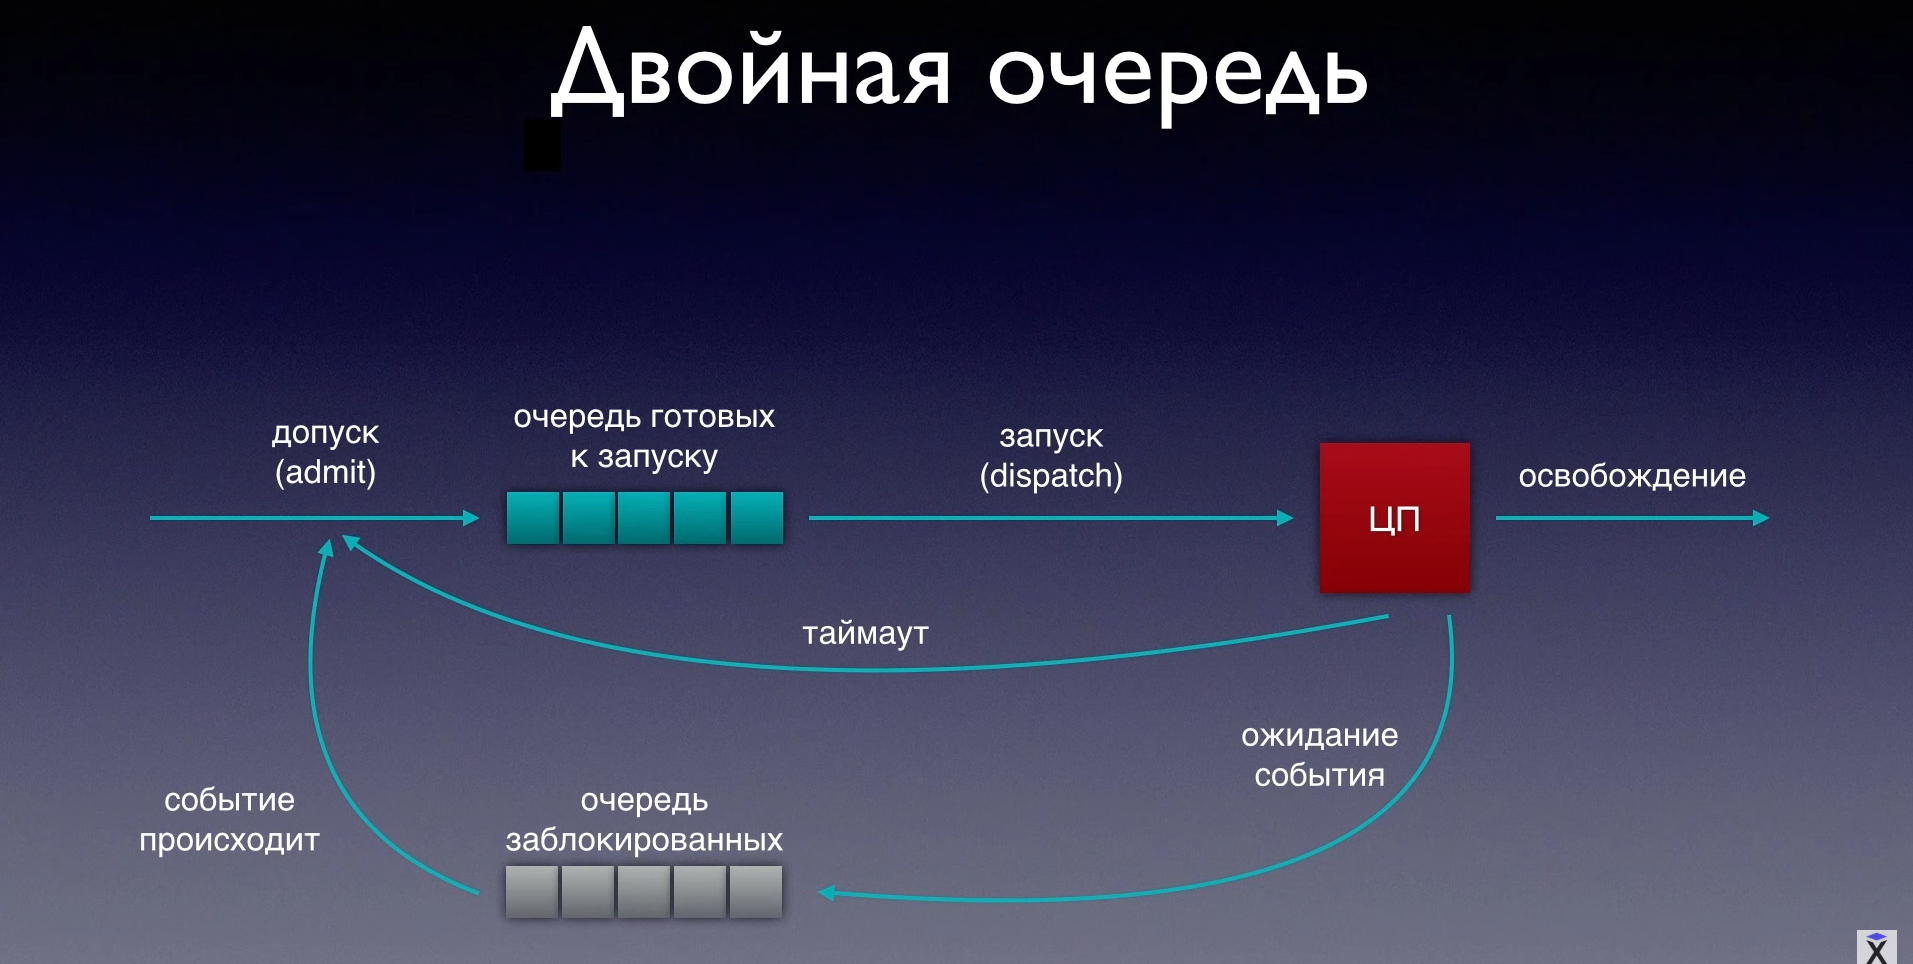 Двойная очередь
допуск
(admit)
очередь готовых
к запуску
запуск
(dispatch)
ЦП
освобождение
таймаут
ожидание
события
событие
происходит
очередь
заблокированных
X